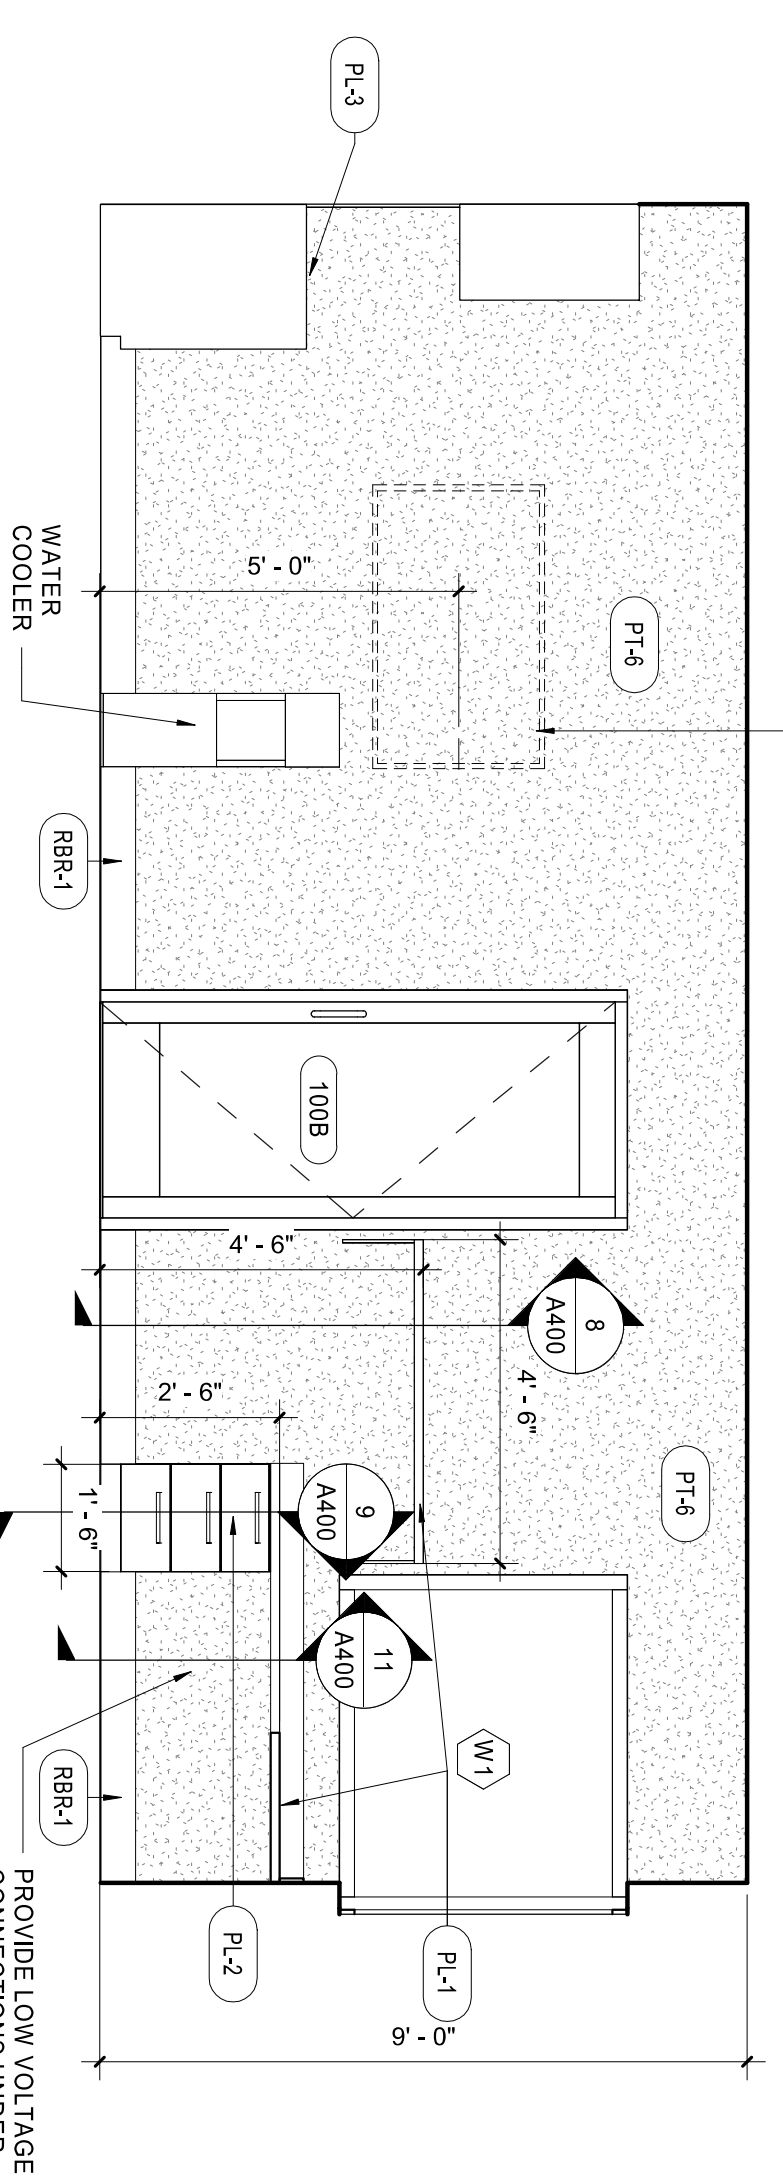 PL-3
PT-6
5' - 0"
WATER
COOLER
RBR-1
100B
4' - 6"
8
A400
4' - 6"
2' - 6"
PT-6
9
A400
1' - 6"
11
A400
W1
RBR-1
PL-2
PL-1
9' - 0"
PROVIDE LOW VOLTAGE
CONNECTIONS UNDER